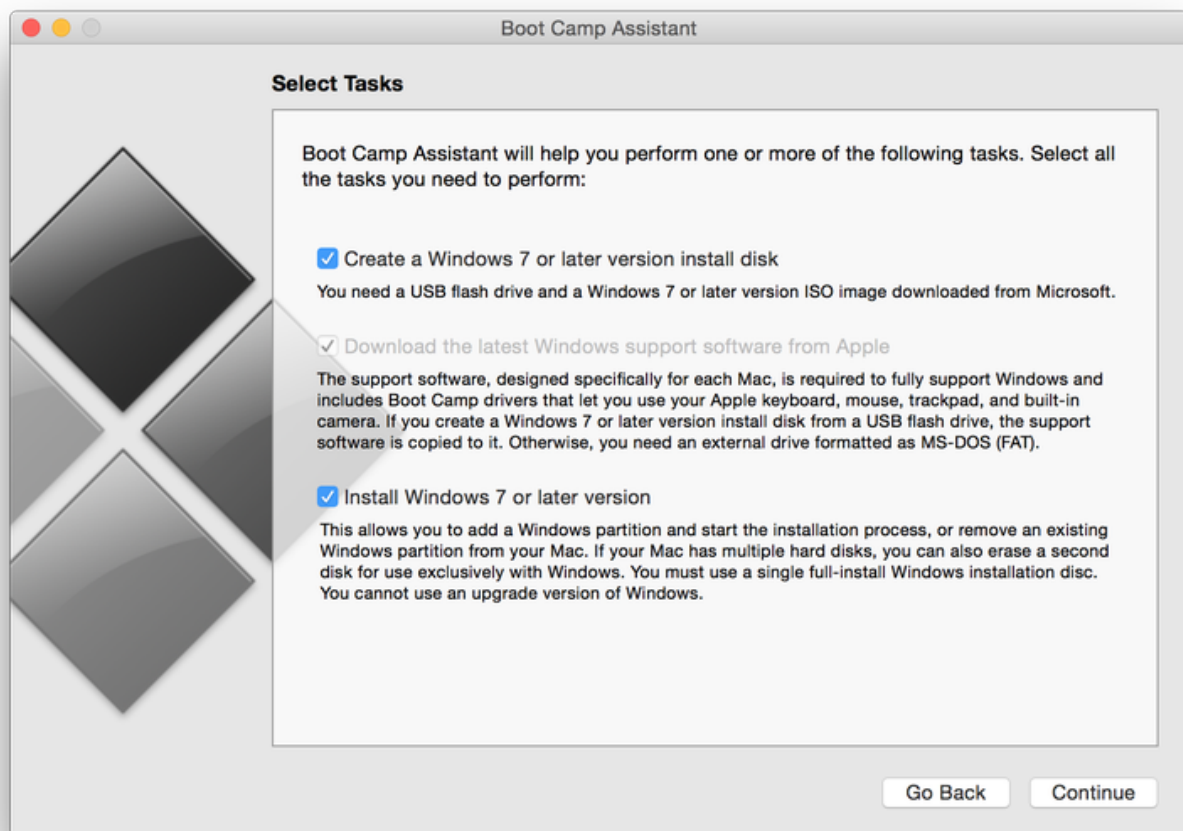 Boot Camp Assistant
Select Tasks
Boot Camp Assistant will help you perform one or more of the following tasks. Select all
the tasks you need to perform:
Create a Windows 7 or later version install disk
You need a USB flash drive and a Windows 7 or later version ISO image downloaded from Microsoft.
Download the latest Windows support software from Apple
The support software, designed specifically for each Mac, is required to fully support Windows and
includes Boot Camp drivers that let you use your Apple keyboard, mouse, trackpad, and built-in
camera. If you create a Windows 7 or later version install disk from a USB flash drive, the support
software is copied to it. Otherwise, you need an external drive formatted as MS-DOS (FAT).
Install Windows 7 or later version
This allows you to add a Windows partition and start the installation process, or remove an existing
Windows partition from your Mac. If your Mac has multiple hard disks, you can also erase a second
disk for use exclusively with Windows. You must use a single full-install Windows installation disc.
You cannot use an upgrade version of Windows.
Go Back Continue